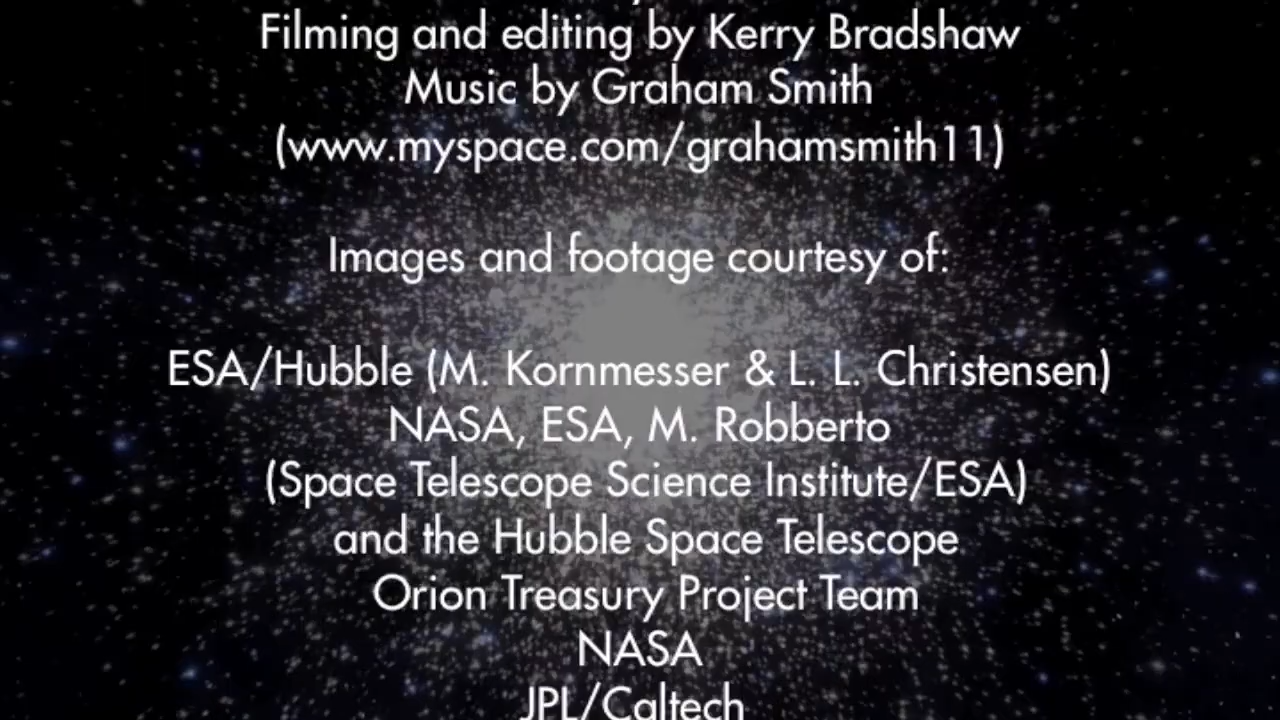 Filming and editing by Kerry Bradshaw
Music by Graham Smith
(www.myspace.com/grahamsmith11)
Images and footage courtesy of:
ESA/Hubble (M. Kornmesser & L. L. Christensen)
NASA, ESA, M. Robberto
(Space Telescope Science Institute/ESA)
and the Hubble Space Telescope
Orion Treasury Project Team
NASA
JPL/Caltech